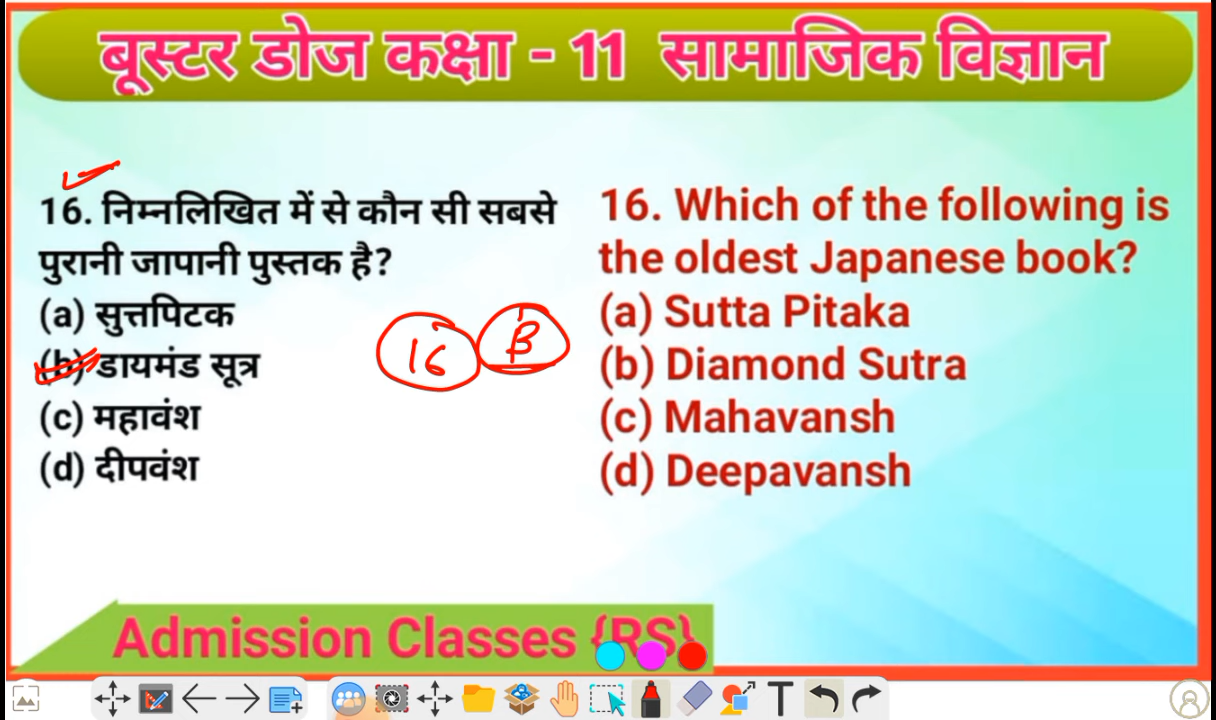 बूस्टर डोज कक्षा - 11 सामाजिक विज्ञान
16. निम्नलिखित में से कौन सी सबसे
पुरानी जापानी पुस्तक है?
(a) सुत्तपिटक
(b) डायमंड सूत्र
(c) महावंश
(d) दीपवंश
16 B
16. Which of the following is
the oldest Japanese book?
(a) Sutta Pitaka
(b) Diamond Sutra
(c) Mahavansh
(d) Deepavansh
Admission Classes {RS}